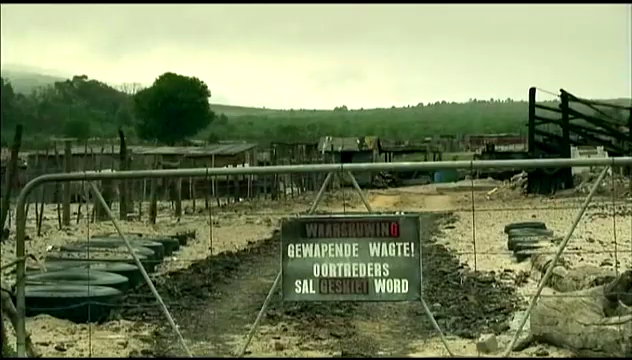 WAARSKUWING
GEWAPENDE WAGTE!
OORTREDERS
SAL GESKIET WORD